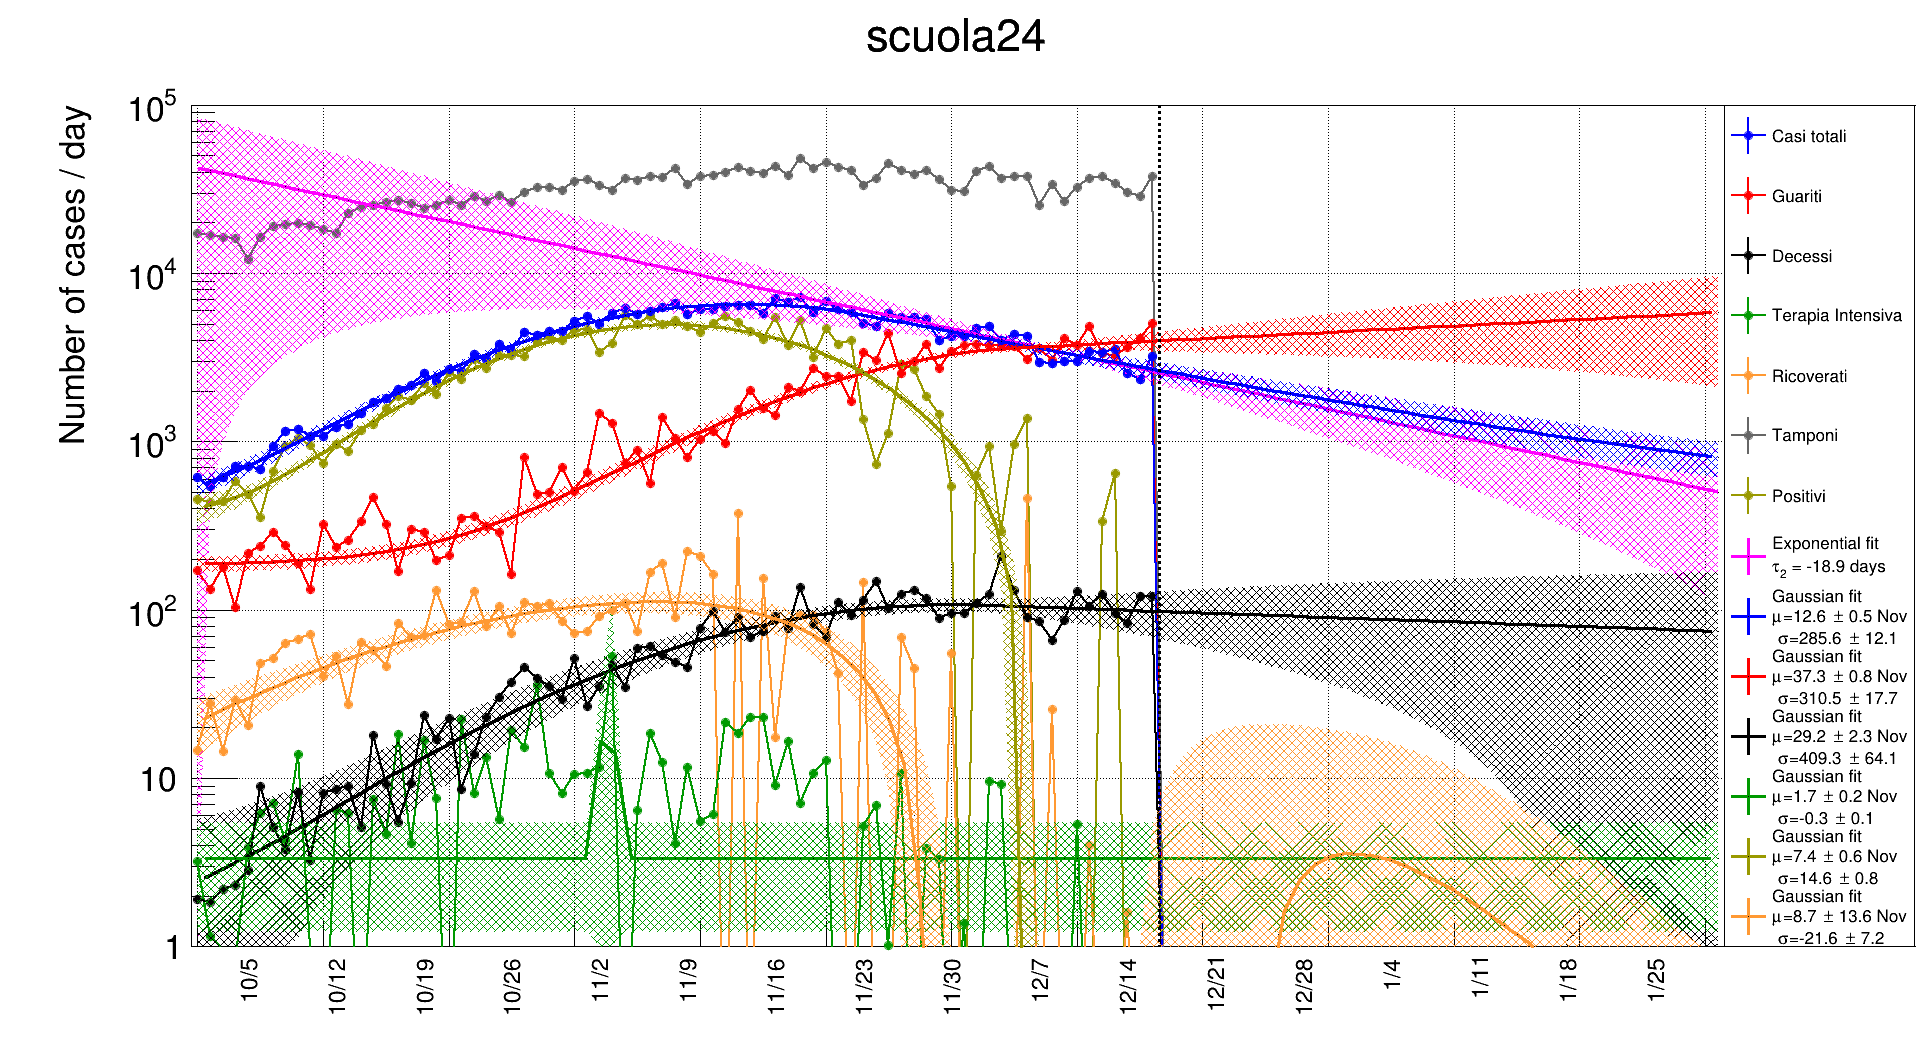 scuola24
Number of cases / day
10^5
10^4
10^3
10^2
10
1
10/5
10/12
10/19
10/26
11/2
11/9
11/16
11/23
11/30
12/7
12/14
12/21
12/28
1/4
1/11
1/18
1/25
Casi totali
Guariti
Decessi
Terapia Intensiva
Ricoverati
Tamponi
Positivi
Exponential fit
τ₂ = -18.9 days
Gaussian fit
μ=12.6 ± 0.5 Nov
σ=285.6 ± 12.1
Gaussian fit
μ=37.3 ± 0.8 Nov
σ=310.5 ± 17.7
Gaussian fit
μ=29.2 ± 2.3 Nov
σ=409.3 ± 64.1
Gaussian fit
μ=1.7 ± 0.2 Nov
σ=-0.3 ± 0.1
Gaussian fit
μ=7.4 ± 0.6 Nov
σ=14.6 ± 0.8
Gaussian fit
μ=8.7 ± 13.6 Nov
σ=-21.6 ± 7.2